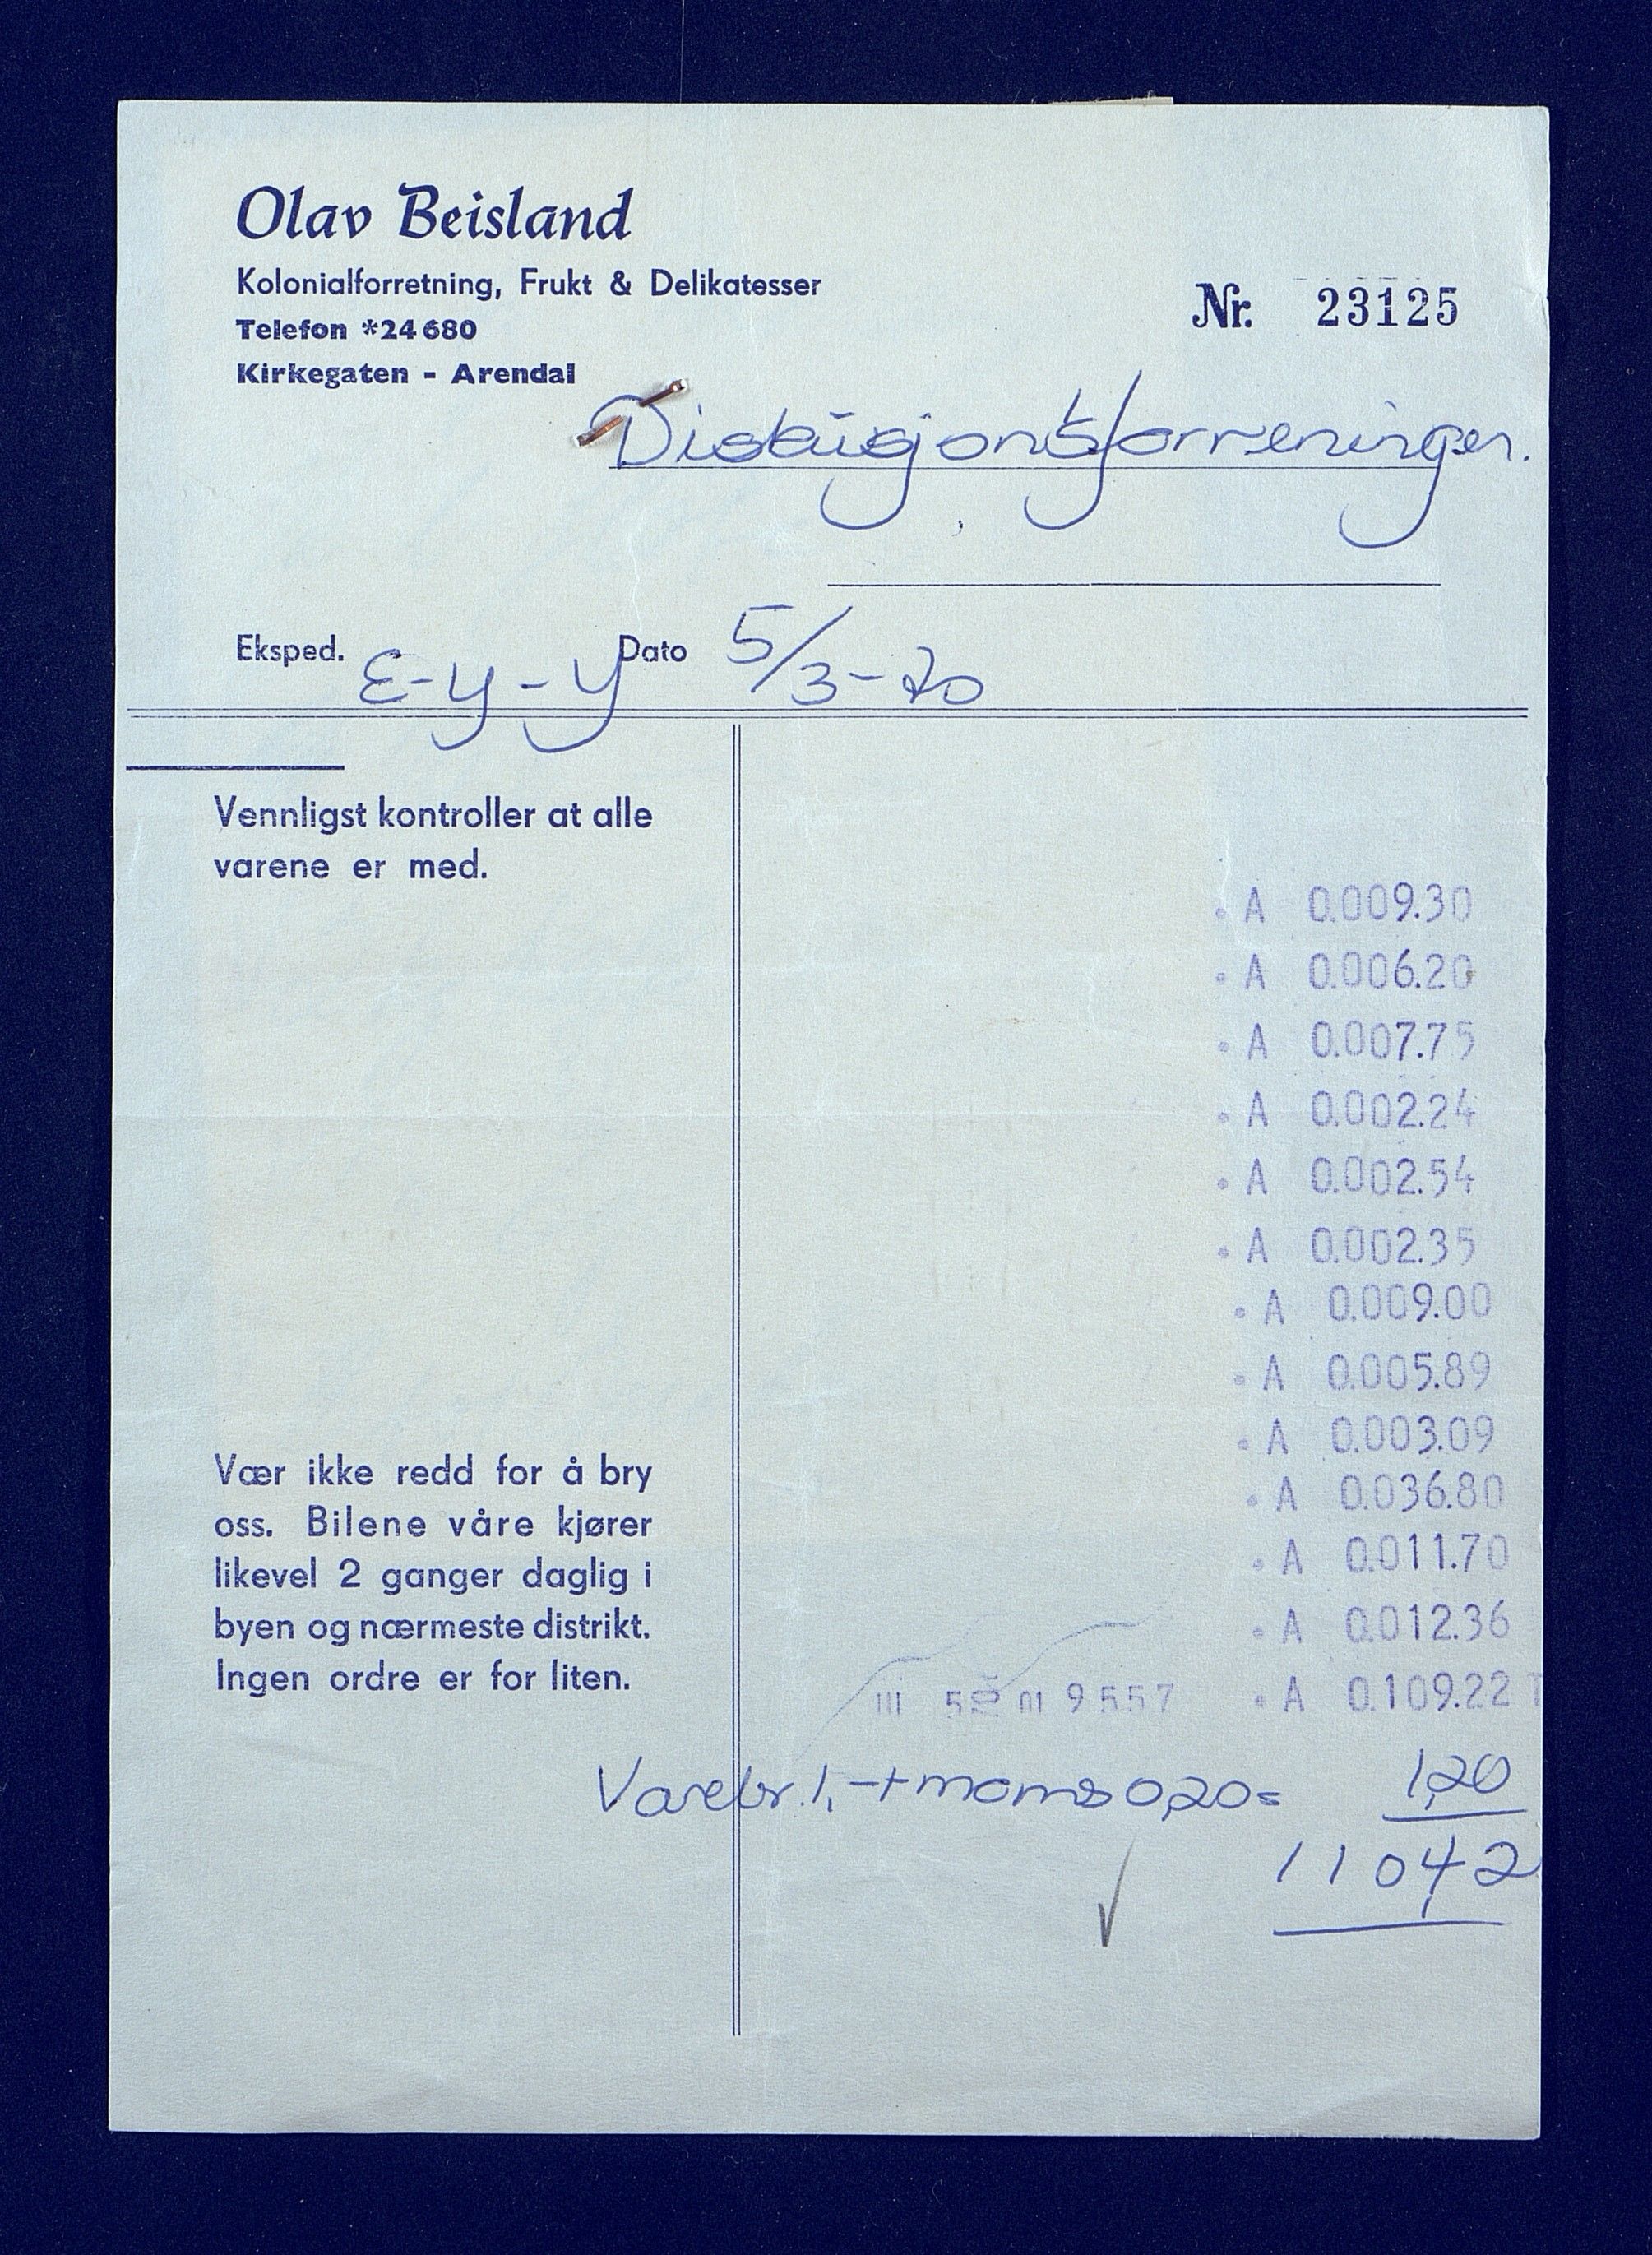 Olav Beisland
Kolonialforretning, Frukt & Delikatesser
Telefon *24 680
Kirkegaten - Arendal
Nr. 23125
Diskusjonsforreningen.
Eksped. E-y-y Dato 5/3-70
Vennligst kontroller at alle
varene er med.
• A 0.009.30
• A 0.006.20
• A 0.007.75
• A 0.002.24
• A 0.002.54
• A 0.002.35
• A 0.009.00
• A 0.005.89
• A 0.003.09
• A 0.036.80
• A 0.011.70
• A 0.012.36
Vær ikke redd for å bry
oss. Bilene våre kjører
likevel 2 ganger daglig i
byen og nærmeste distrikt.
Ingen ordre er for liten.
9557 • A 0.109.22 T
Varebr. 1,- + moms 0,20 = 1,20
110,42